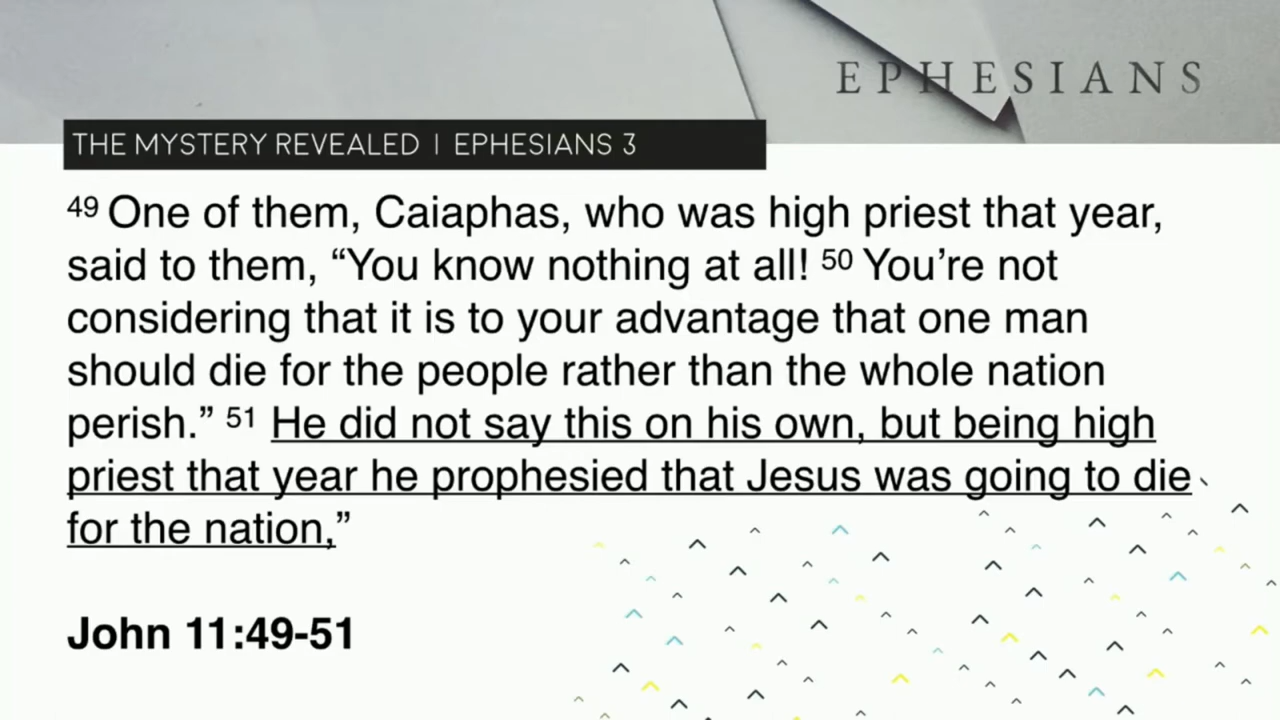 EPHESIANS
THE MYSTERY REVEALED | EPHESIANS 3
49 One of them, Caiaphas, who was high priest that year,
said to them, “You know nothing at all! 50 You’re not
considering that it is to your advantage that one man
should die for the people rather than the whole nation
perish.” 51 He did not say this on his own, but being high
priest that year he prophesied that Jesus was going to die
for the nation,”
John 11:49-51